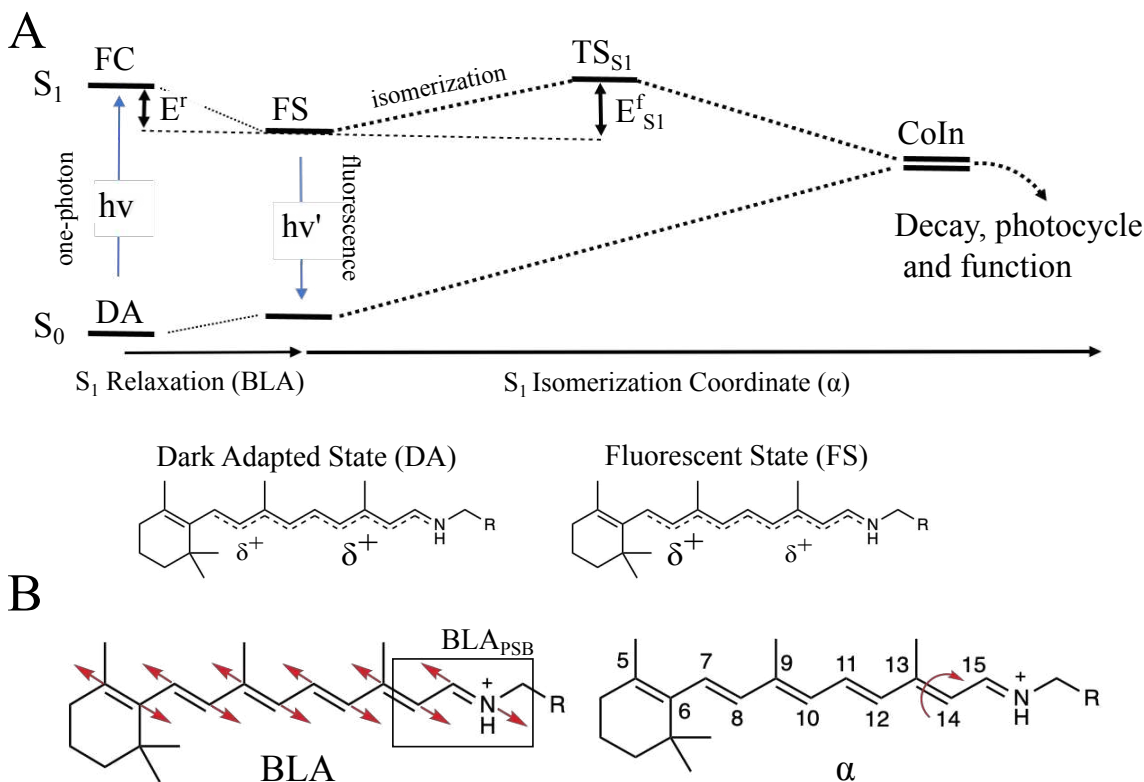 A
FC
S1
Er
FS
isomerization
TSS1
EfS1
CoIn
one-photon
hν
hν'
fluorescence
Decay, photocycle
and function
DA
S0
S1 Relaxation (BLA)
S1 Isomerization Coordinate (α)
Dark Adapted State (DA)
Fluorescent State (FS)
N
H
R
δ+
δ+
N
H
R
δ+
δ+
B
BLAPSB
+
N
H
R
BLA
5
7
9
11
13
15
6
8
10
12
14
+
N
H
R
α